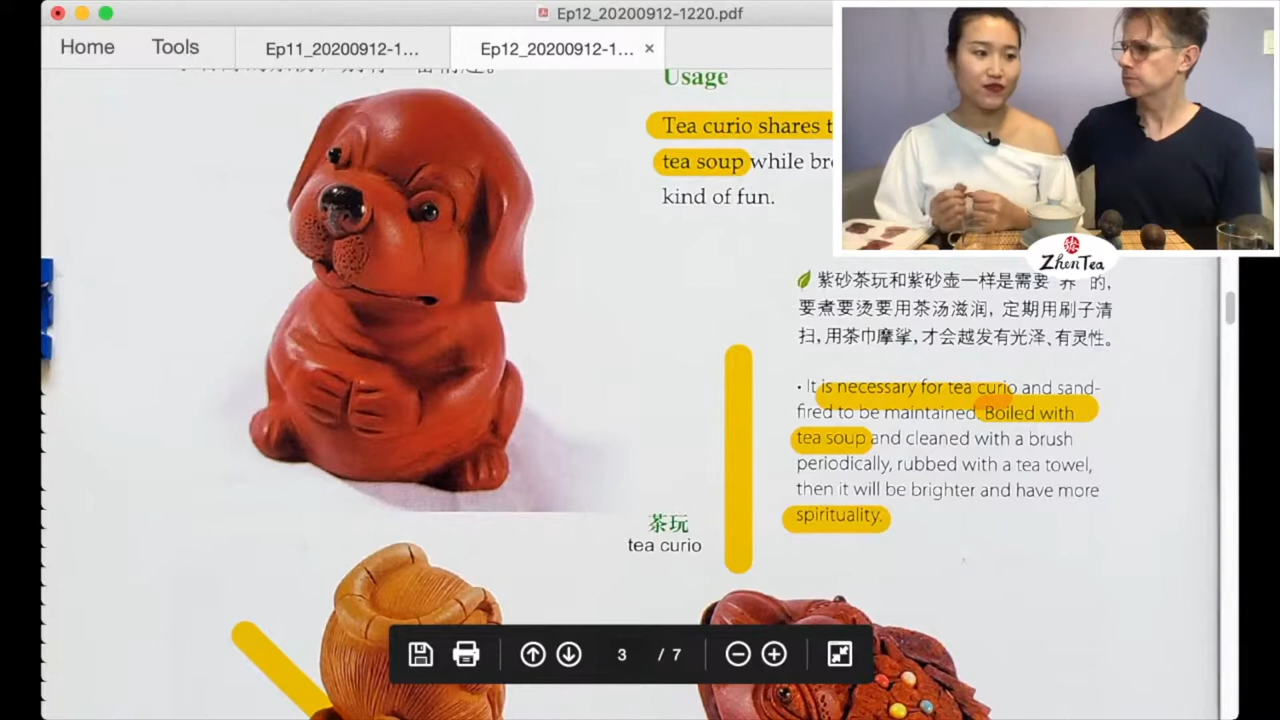 Ep12_20200912-1220.pdf
Home
Tools
Ep11_20200912-1...
Ep12_20200912-1...
Usage
Tea curio shares t
tea soup while br
kind of fun.
ZhenTea
紫砂茶玩和紫砂壶一样是需要"养"的,
要煮要烫要用茶汤滋润, 定期用刷子清
扫, 用茶巾摩挲, 才会越发有光泽、有灵性。
• It is necessary for tea curio and sand-
fired to be maintained. Boiled with
tea soup and cleaned with a brush
periodically, rubbed with a tea towel,
then it will be brighter and have more
spirituality.
茶玩
tea curio
3 / 7